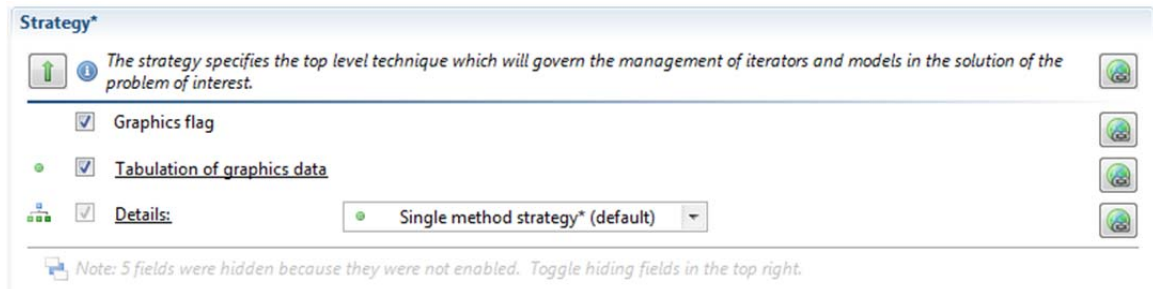 Strategy*
The strategy specifies the top level technique which will govern the management of iterators and models in the solution of the
problem of interest.
Graphics flag
Tabulation of graphics data
Details: Single method strategy* (default)
Note: 5 fields were hidden because they were not enabled. Toggle hiding fields in the top right.